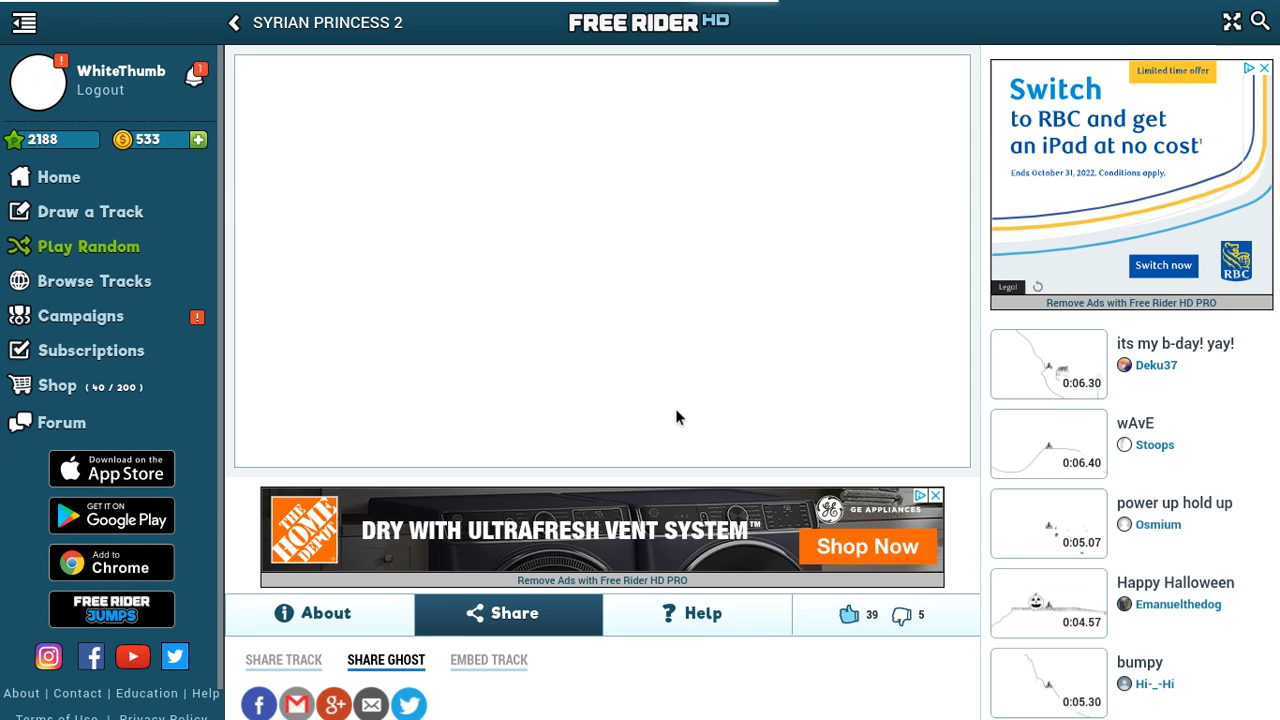 SYRIAN PRINCESS 2
FREE RIDER HD
!
WhiteThumb
1
Logout
2188
533
Home
Draw a Track
Play Random
Browse Tracks
Campaigns
!
Subscriptions
Shop ( 40 / 200 )
Forum
Download on the
App Store
GET IT ON
Google Play
Add to
Chrome
FREE RIDER
JUMPS
About | Contact | Education | Help
Terms of Use | Privacy Policy
THE HOME DEPOT
DRY WITH ULTRAFRESH VENT SYSTEM™
GE APPLIANCES
Shop Now
Remove Ads with Free Rider HD PRO
About
Share
Help
39
5
SHARE TRACK
SHARE GHOST
EMBED TRACK
Limited time offer
Switch
to RBC and get
an iPad at no cost¹
Ends October 31, 2022. Conditions apply.
Switch now
RBC
Legal
Remove Ads with Free Rider HD PRO
0:06.30
its my b-day! yay!
Deku37
0:06.40
wAvE
Stoops
0:05.07
power up hold up
Osmium
0:04.57
Happy Halloween
Emanuelthedog
0:05.30
bumpy
Hi-_-Hi